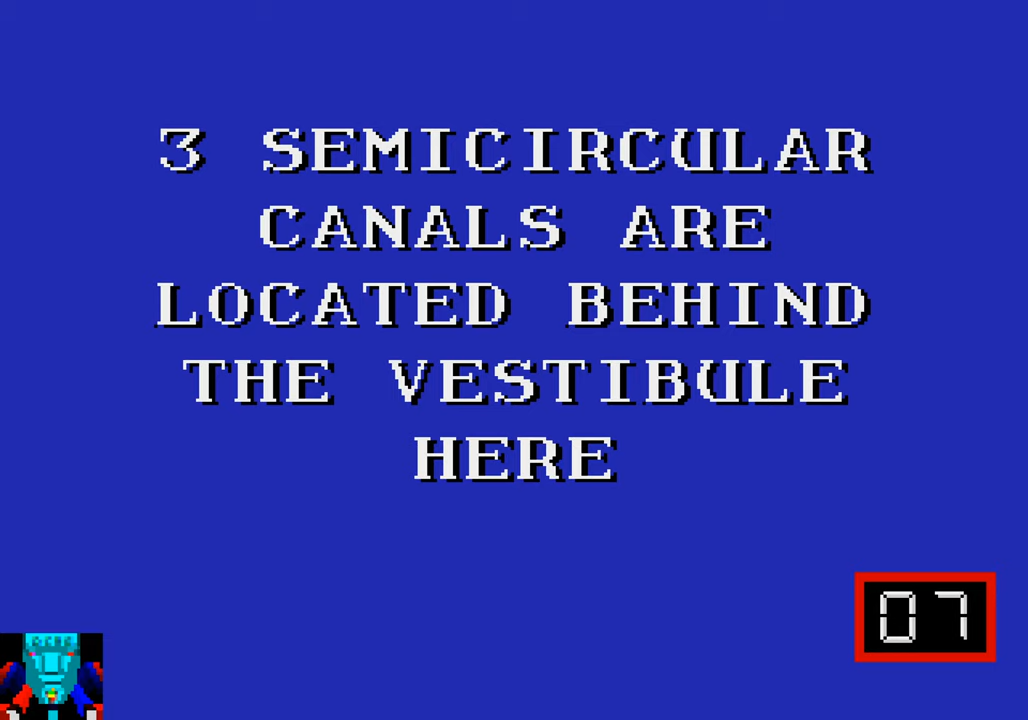 3 SEMICIRCULAR
CANALS ARE
LOCATED BEHIND
THE VESTIBULE
HERE
07